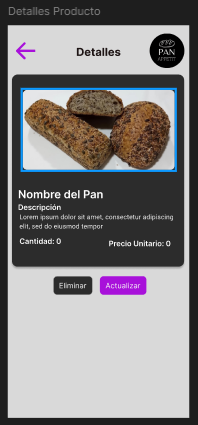 Detalles Producto
Detalles
PAN
APPETIT
Nombre del Pan
Descripción
Lorem ipsum dolor sit amet, consectetur adipiscing
elit, sed do eiusmod tempor
Cantidad: 0
Precio Unitario: 0
Eliminar
Actualizar